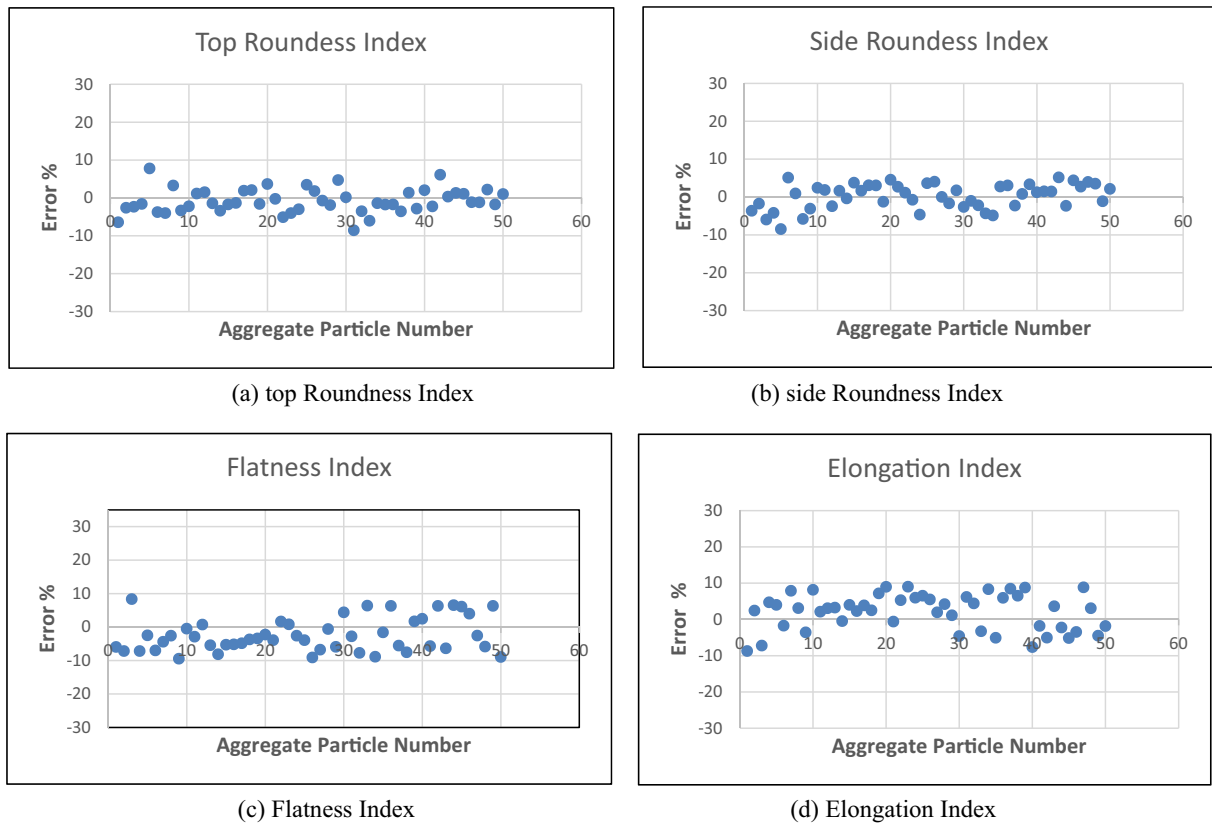 Top Roundess Index
30
20
10
0
-10
-20
-30
0 10 20 30 40 50 60
Error %
Aggregate Particle Number
(a) top Roundness Index
Side Roundess Index
30
20
10
0
-10
-20
-30
0 10 20 30 40 50 60
Error %
Aggregate Particle Number
(b) side Roundness Index
Flatness Index
30
20
10
0
-10
-20
-30
0 10 20 30 40 50 60
Error %
Aggregate Particle Number
(c) Flatness Index
Elongation Index
30
20
10
0
-10
-20
-30
0 10 20 30 40 50 60
Error %
Aggregate Particle Number
(d) Elongation Index